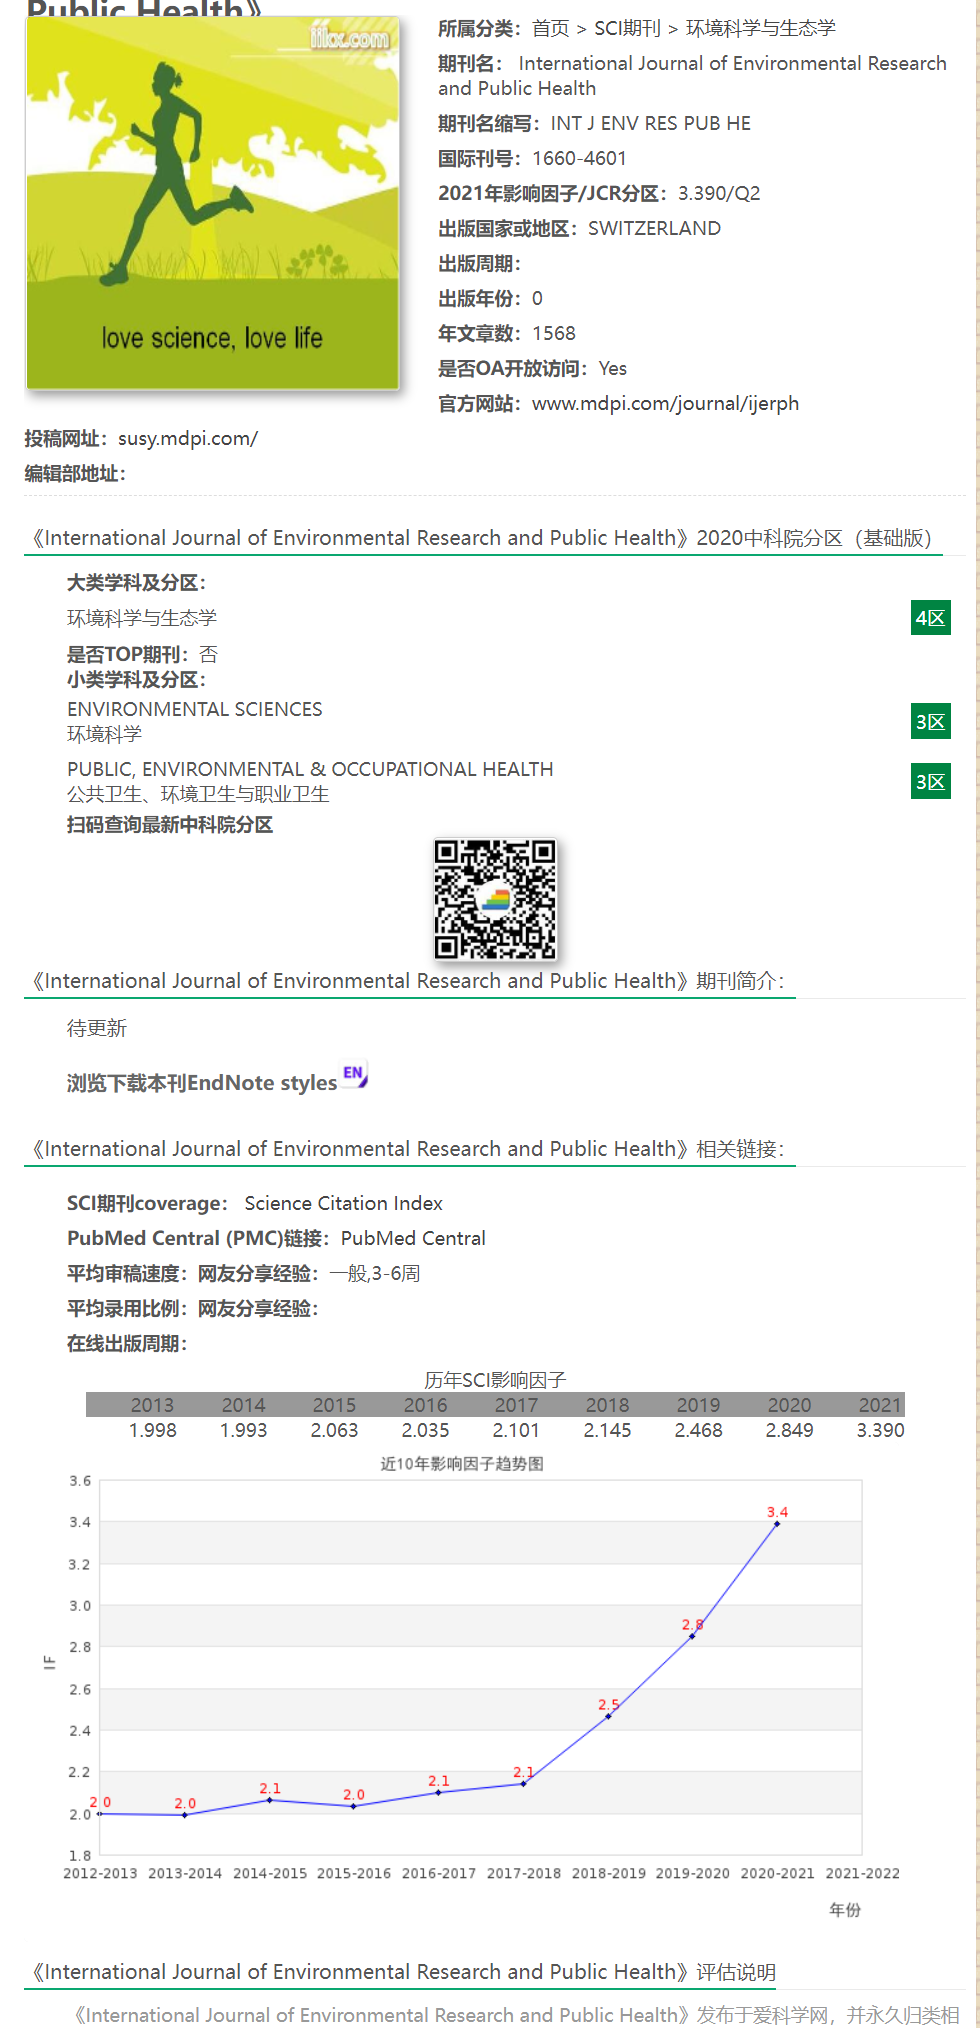 Public Health》
iikx.com
love science, love life
所属分类：首页 > SCI期刊 > 环境科学与生态学
期刊名： International Journal of Environmental Research
and Public Health
期刊名缩写：INT J ENV RES PUB HE
国际刊号：1660-4601
2021年影响因子/JCR分区：3.390/Q2
出版国家或地区：SWITZERLAND
出版周期：
出版年份：0
年文章数：1568
是否OA开放访问：Yes
官方网站：www.mdpi.com/journal/ijerph
投稿网址：susy.mdpi.com/
编辑部地址：
《International Journal of Environmental Research and Public Health》2020中科院分区（基础版）
大类学科及分区：
环境科学与生态学 4区
是否TOP期刊：否
小类学科及分区：
ENVIRONMENTAL SCIENCES
环境科学 3区
PUBLIC, ENVIRONMENTAL & OCCUPATIONAL HEALTH
公共卫生、环境卫生与职业卫生 3区
扫码查询最新中科院分区
《International Journal of Environmental Research and Public Health》期刊简介：
待更新
浏览下载本刊EndNote styles EN
《International Journal of Environmental Research and Public Health》相关链接：
SCI期刊coverage： Science Citation Index
PubMed Central (PMC)链接：PubMed Central
平均审稿速度：网友分享经验：一般,3-6周
平均录用比例：网友分享经验：
在线出版周期：
历年SCI影响因子
2013 2014 2015 2016 2017 2018 2019 2020 2021
1.998 1.993 2.063 2.035 2.101 2.145 2.468 2.849 3.390
近10年影响因子趋势图
3.6
3.4
3.2
3.0
2.8
2.6
2.4
2.2
2.0
1.8
IF
2.0 2.0 2.1 2.0 2.1 2.1 2.5 2.8 3.4
2012-2013 2013-2014 2014-2015 2015-2016 2016-2017 2017-2018 2018-2019 2019-2020 2020-2021 2021-2022
年份
《International Journal of Environmental Research and Public Health》评估说明
《International Journal of Environmental Research and Public Health》发布于爱科学网，并永久归类相